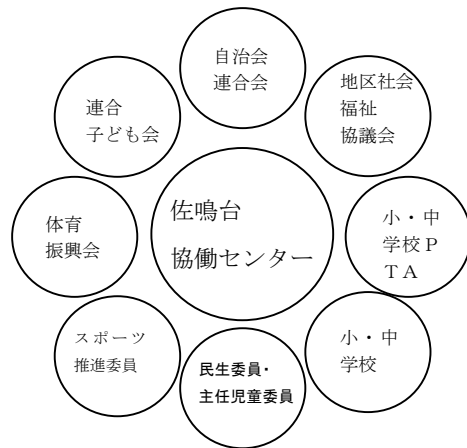 自治会
連合会
地区社会
福祉
協議会
小・中
学校Ｐ
ＴＡ
小・中
学校
民生委員・
主任児童委員
スポーツ
推進委員
体育
振興会
連合
子ども会
佐鳴台
協働センター